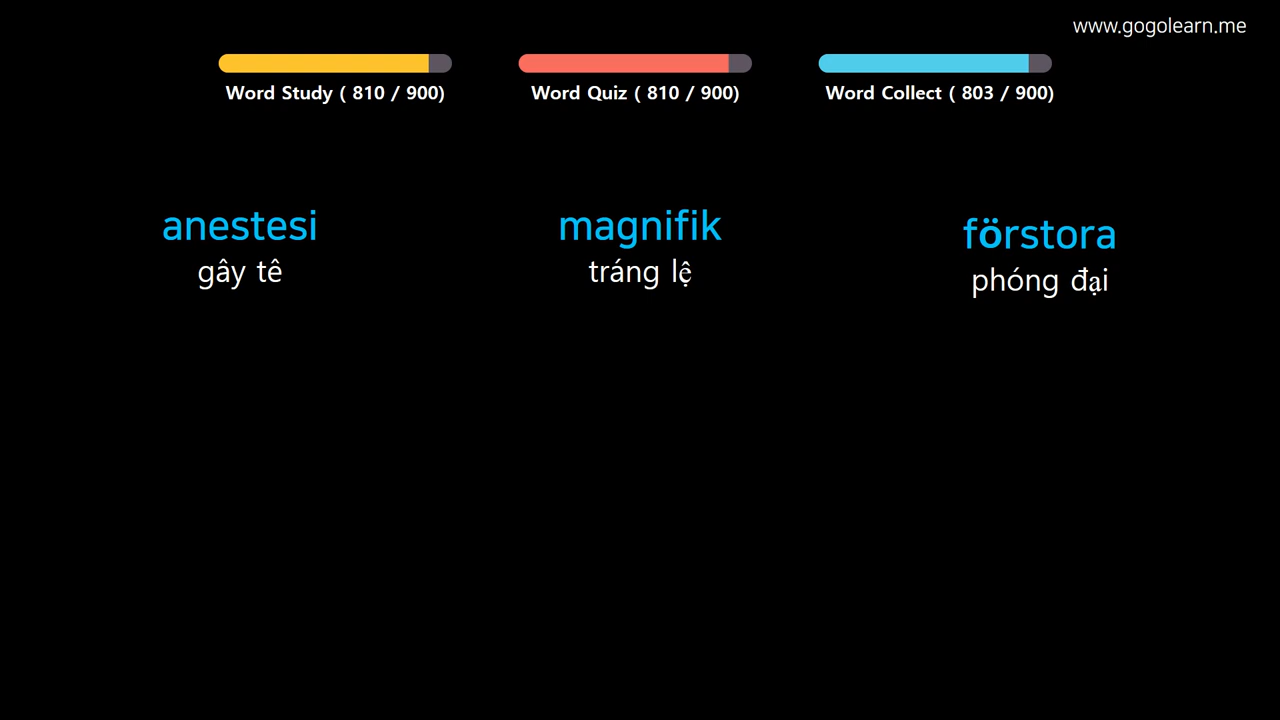 www.gogolearn.me
Word Study ( 810 / 900)
Word Quiz ( 810 / 900)
Word Collect ( 803 / 900)
anestesi
gây tê
magnifik
tráng lệ
förstora
phóng đại